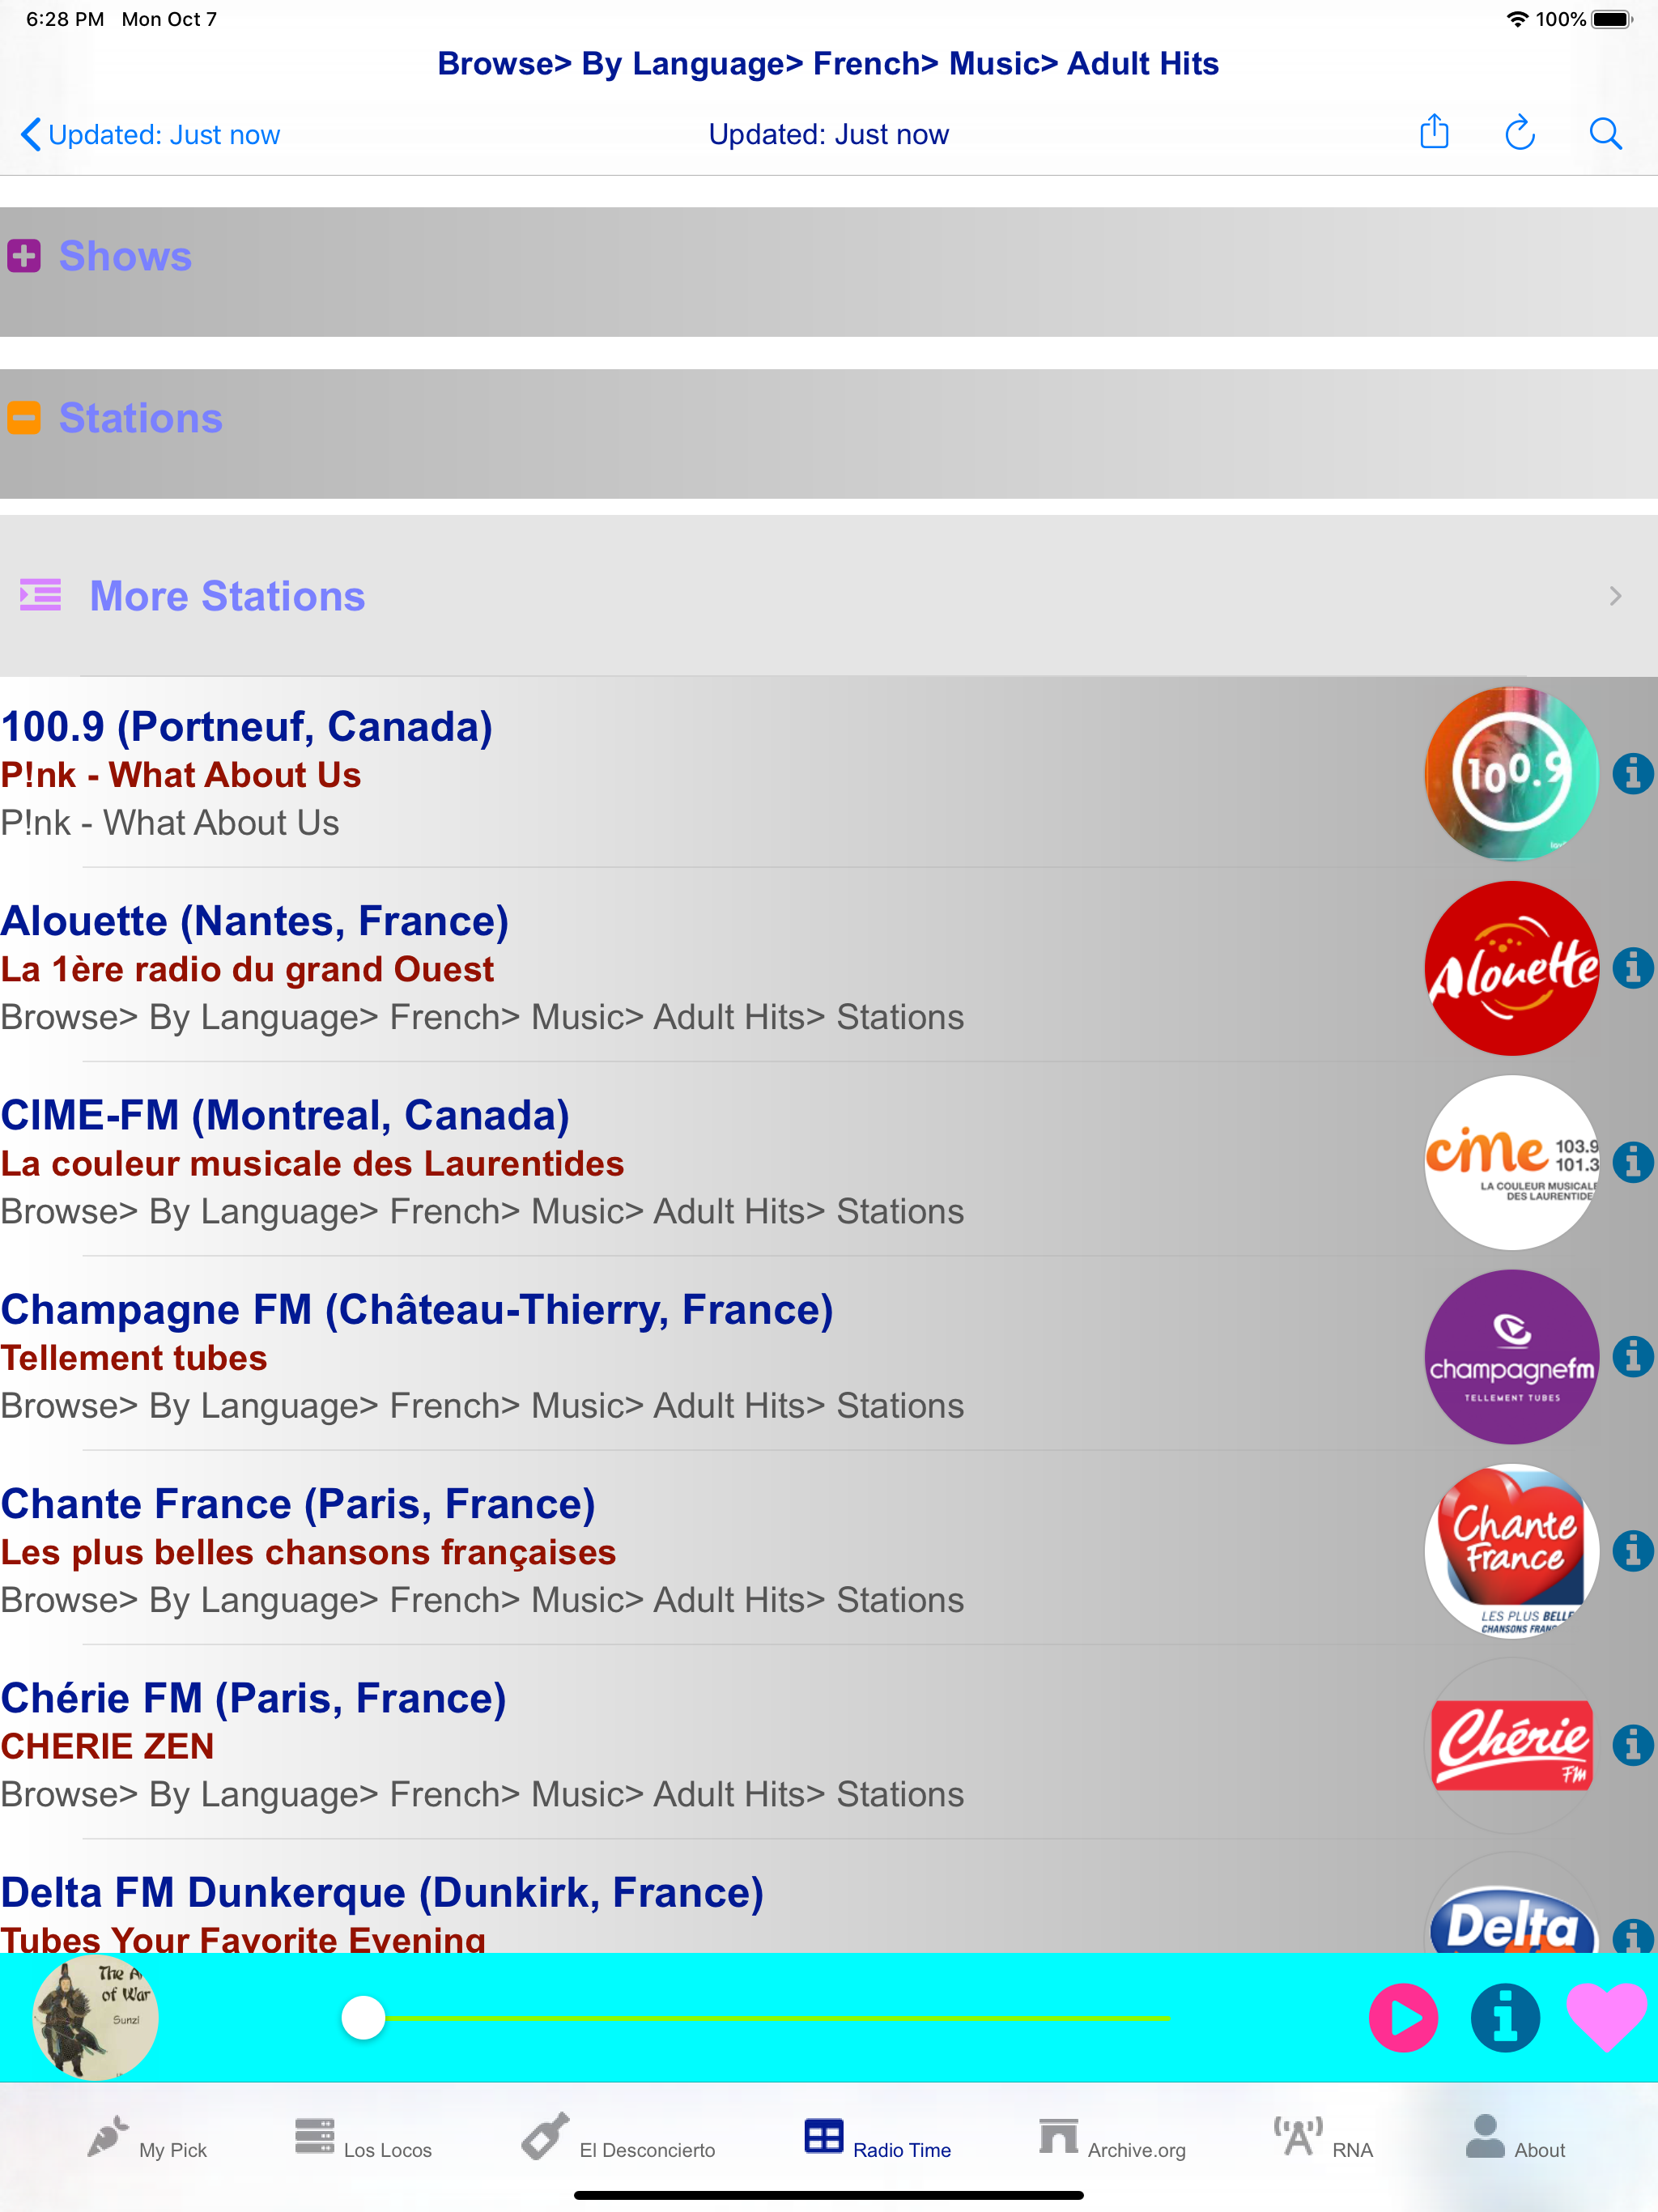 6:28 PM Mon Oct 7
100%
Browse> By Language> French> Music> Adult Hits
Updated: Just now
Updated: Just now
Shows
Stations
More Stations
100.9 (Portneuf, Canada)
P!nk - What About Us
P!nk - What About Us
100.9
Alouette (Nantes, France)
La 1ère radio du grand Ouest
Browse> By Language> French> Music> Adult Hits> Stations
Alouette
CIME-FM (Montreal, Canada)
La couleur musicale des Laurentides
Browse> By Language> French> Music> Adult Hits> Stations
cime 103.9
101.3
LA COULEUR MUSICALE
DES LAURENTIDE
Champagne FM (Château-Thierry, France)
Tellement tubes
Browse> By Language> French> Music> Adult Hits> Stations
champagnefm
TELLEMENT TUBES
Chante France (Paris, France)
Les plus belles chansons françaises
Browse> By Language> French> Music> Adult Hits> Stations
Chante
France
LES PLUS BELLE
CHANSONS FRAN
Chérie FM (Paris, France)
CHERIE ZEN
Browse> By Language> French> Music> Adult Hits> Stations
Chérie
FM
Delta FM Dunkerque (Dunkirk, France)
Tubes Your Favorite Evening
Delta
The A
of War
Sunzi
My Pick
Los Locos
El Desconcierto
Radio Time
Archive.org
RNA
About